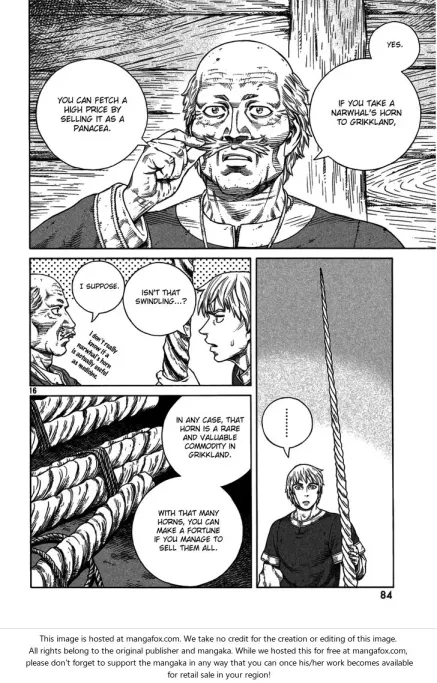 YES.
IF YOU TAKE A
NARWHAL'S HORN
TO GRIKKLAND,
YOU CAN FETCH A
HIGH PRICE BY
SELLING IT AS A
PANACEA.
ISN'T THAT
SWINDLING...?
I SUPPOSE.
I don't really
know if a
narwhal's horn
is actually useful
as medicine.
16
IN ANY CASE, THAT
HORN IS A RARE
AND VALUABLE
COMMODITY IN
GRIKKLAND.
WITH THAT MANY
HORNS, YOU CAN
MAKE A FORTUNE
IF YOU MANAGE TO
SELL THEM ALL.
84
This image is hosted at mangafox.com. We take no credit for the creation or editing of this image.
All rights belong to the original publisher and mangaka. While we hosted this for free at mangafox.com,
please don't forget to support the mangaka in any way that you can once his/her work becomes available
for retail sale in your region!